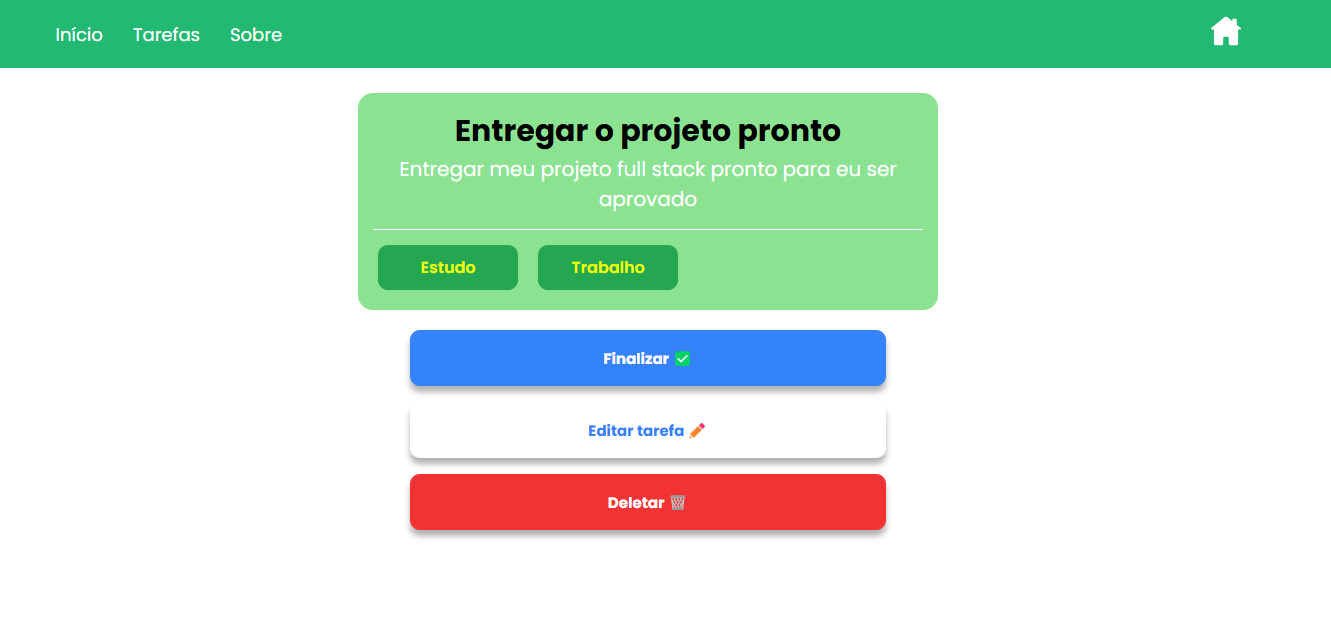 Início Tarefas Sobre
Entregar o projeto pronto
Entregar meu projeto full stack pronto para eu ser
aprovado
Estudo Trabalho
Finalizar ✅
Editar tarefa ✏️
Deletar 🗑️